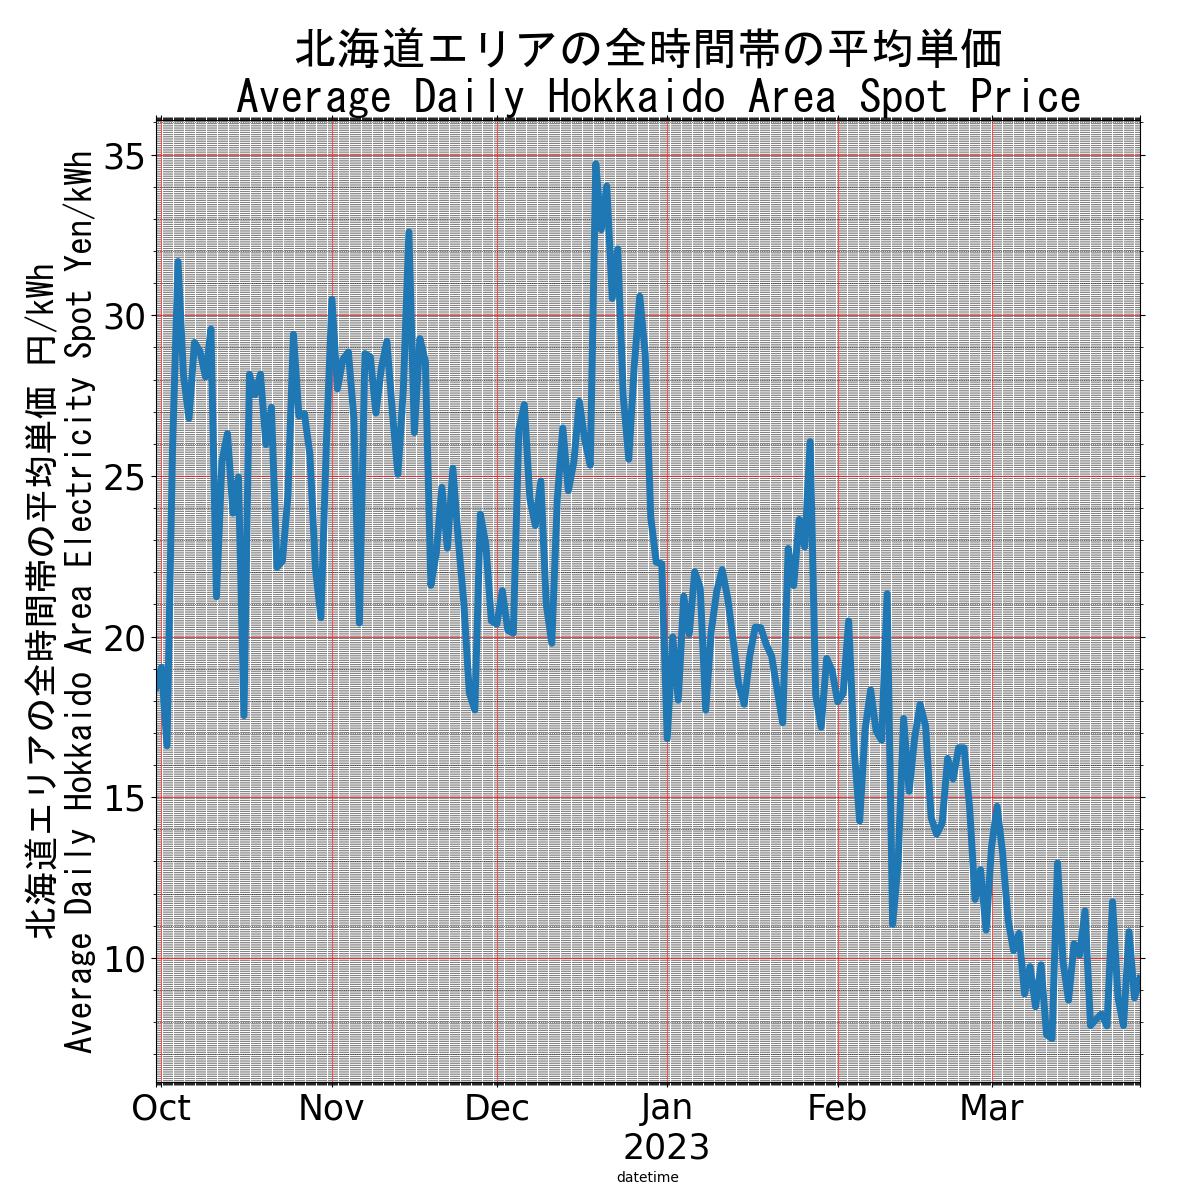 北海道エリアの全時間帯の平均単価
Average Daily Hokkaido Area Spot Price
北海道エリアの全時間帯の平均単価 円/kWh
Average Daily Hokkaido Area Electricity Spot Yen/kWh
35
30
25
20
15
10
Oct Nov Dec Jan Feb Mar
2023
datetime